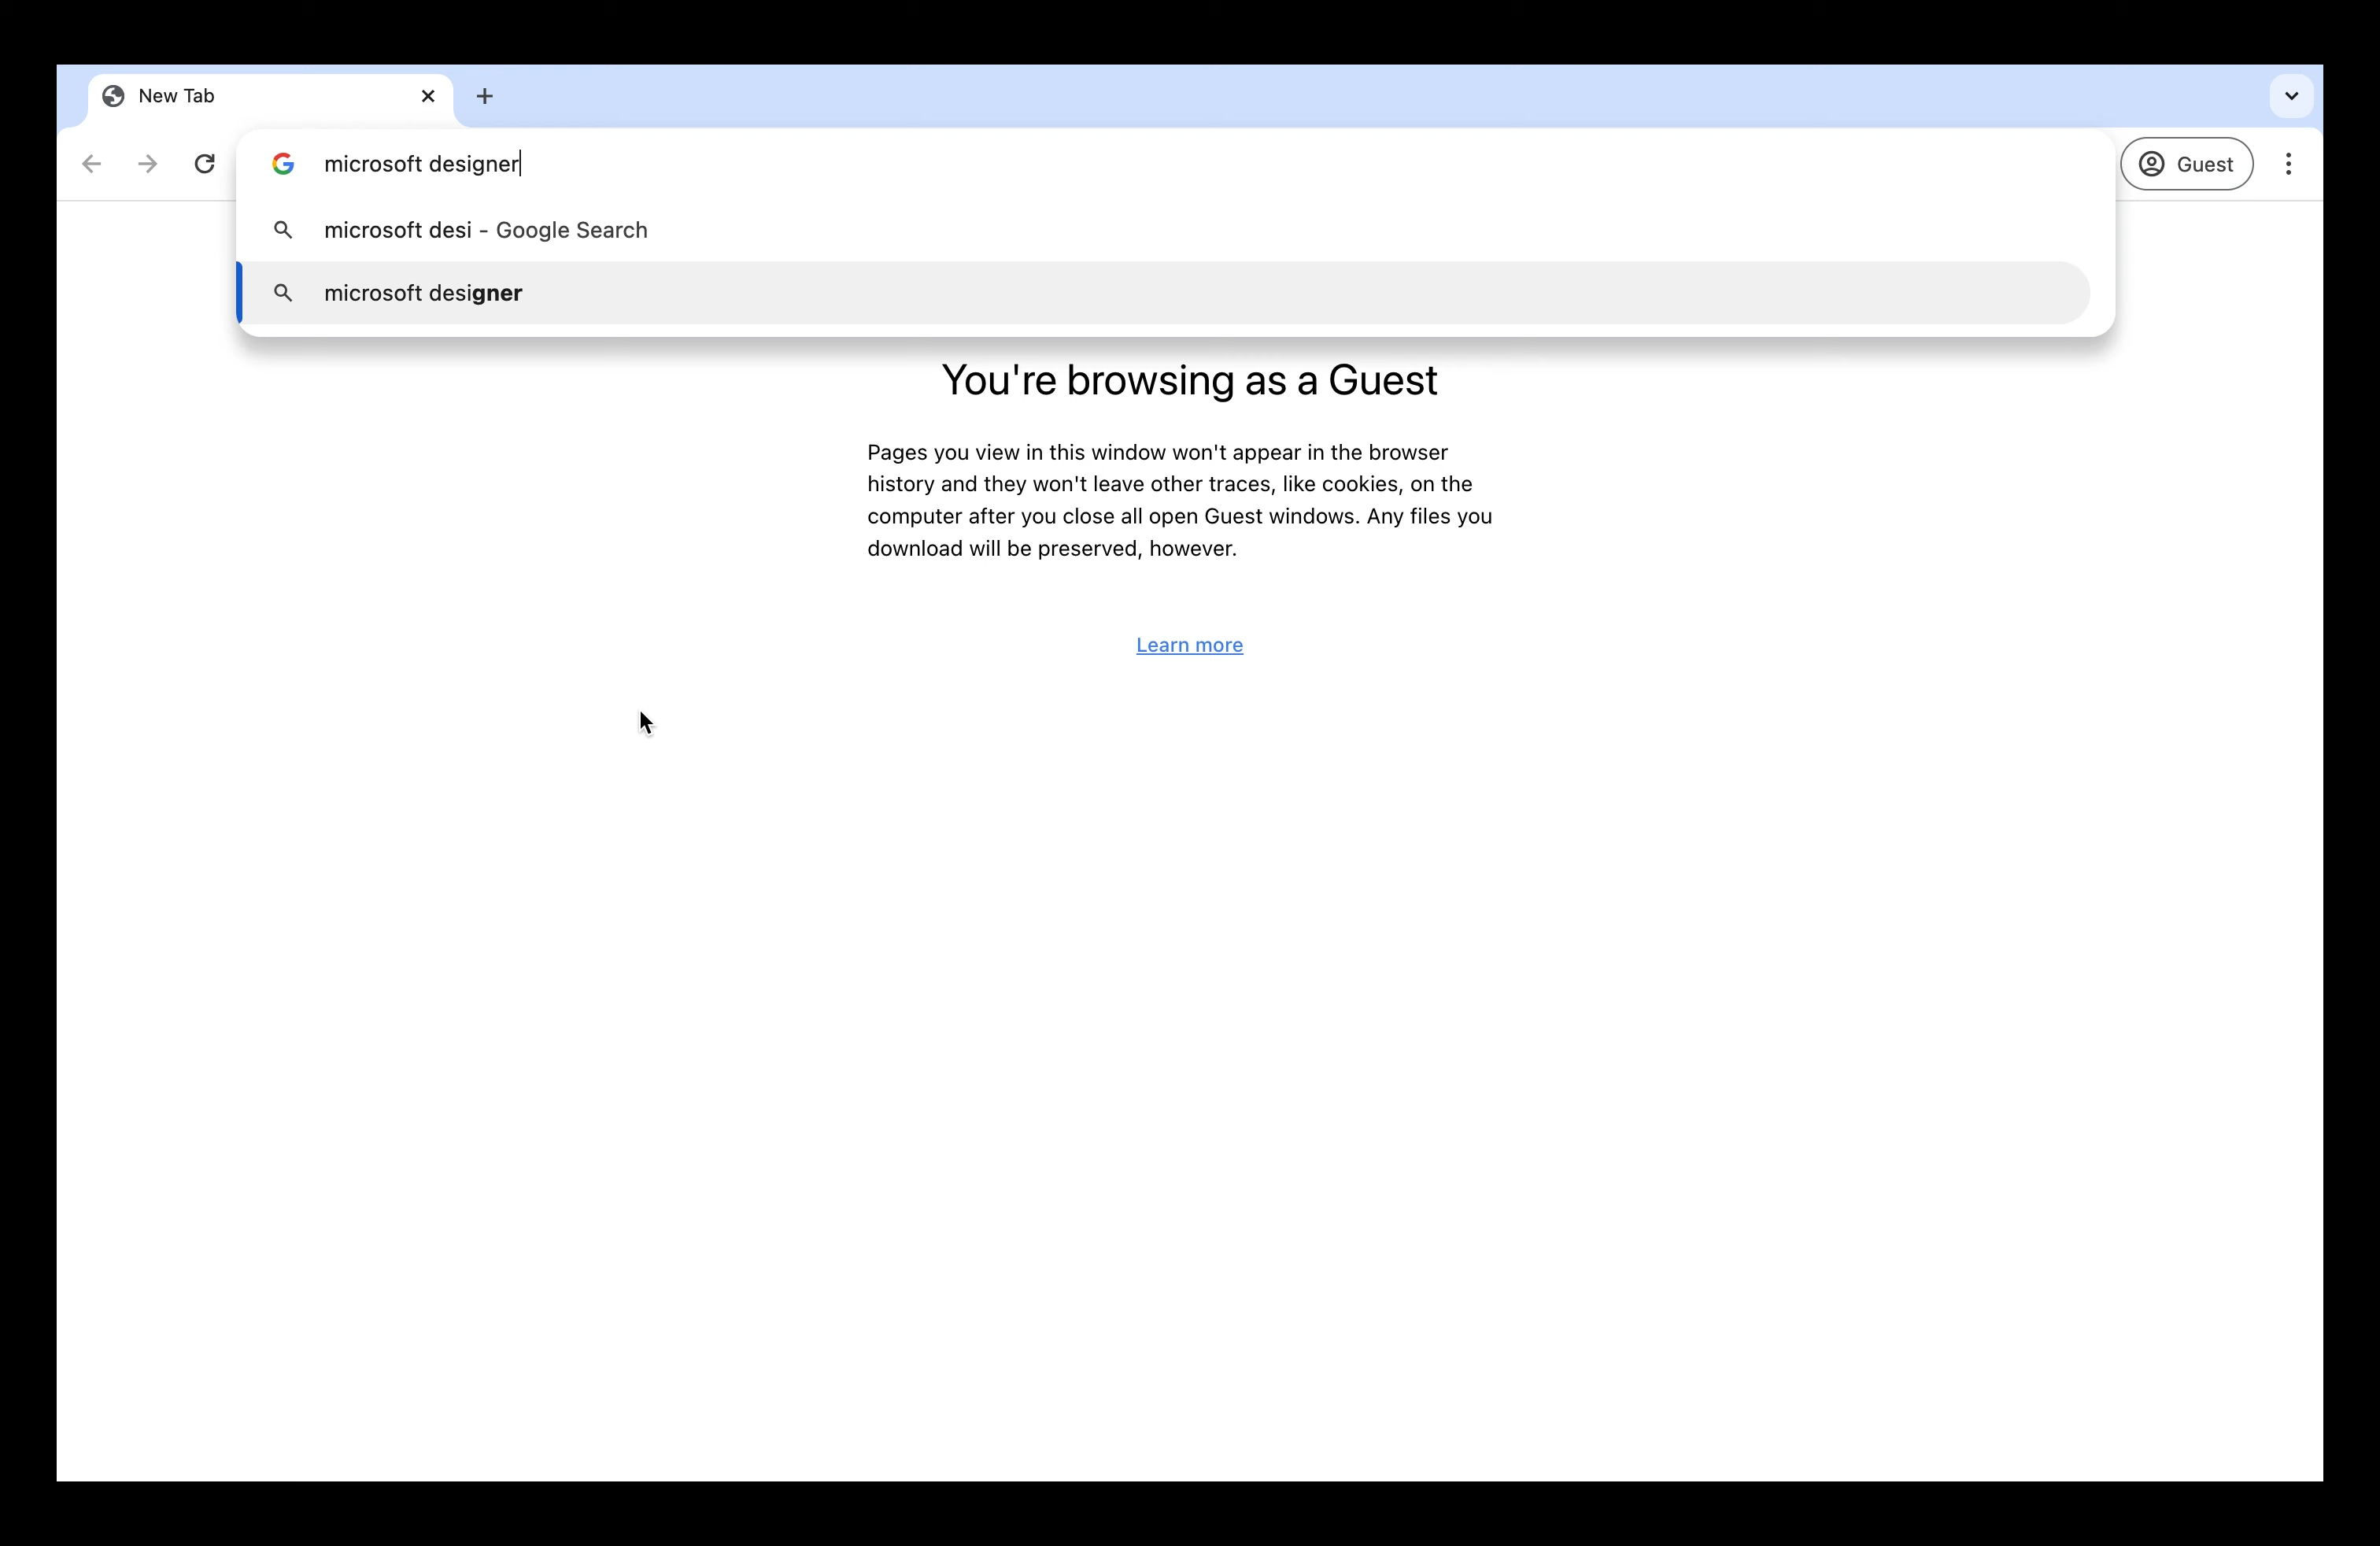 New Tab
microsoft designer
Guest
microsoft desi - Google Search
microsoft designer
You're browsing as a Guest
Pages you view in this window won't appear in the browser
history and they won't leave other traces, like cookies, on the
computer after you close all open Guest windows. Any files you
download will be preserved, however.
Learn more